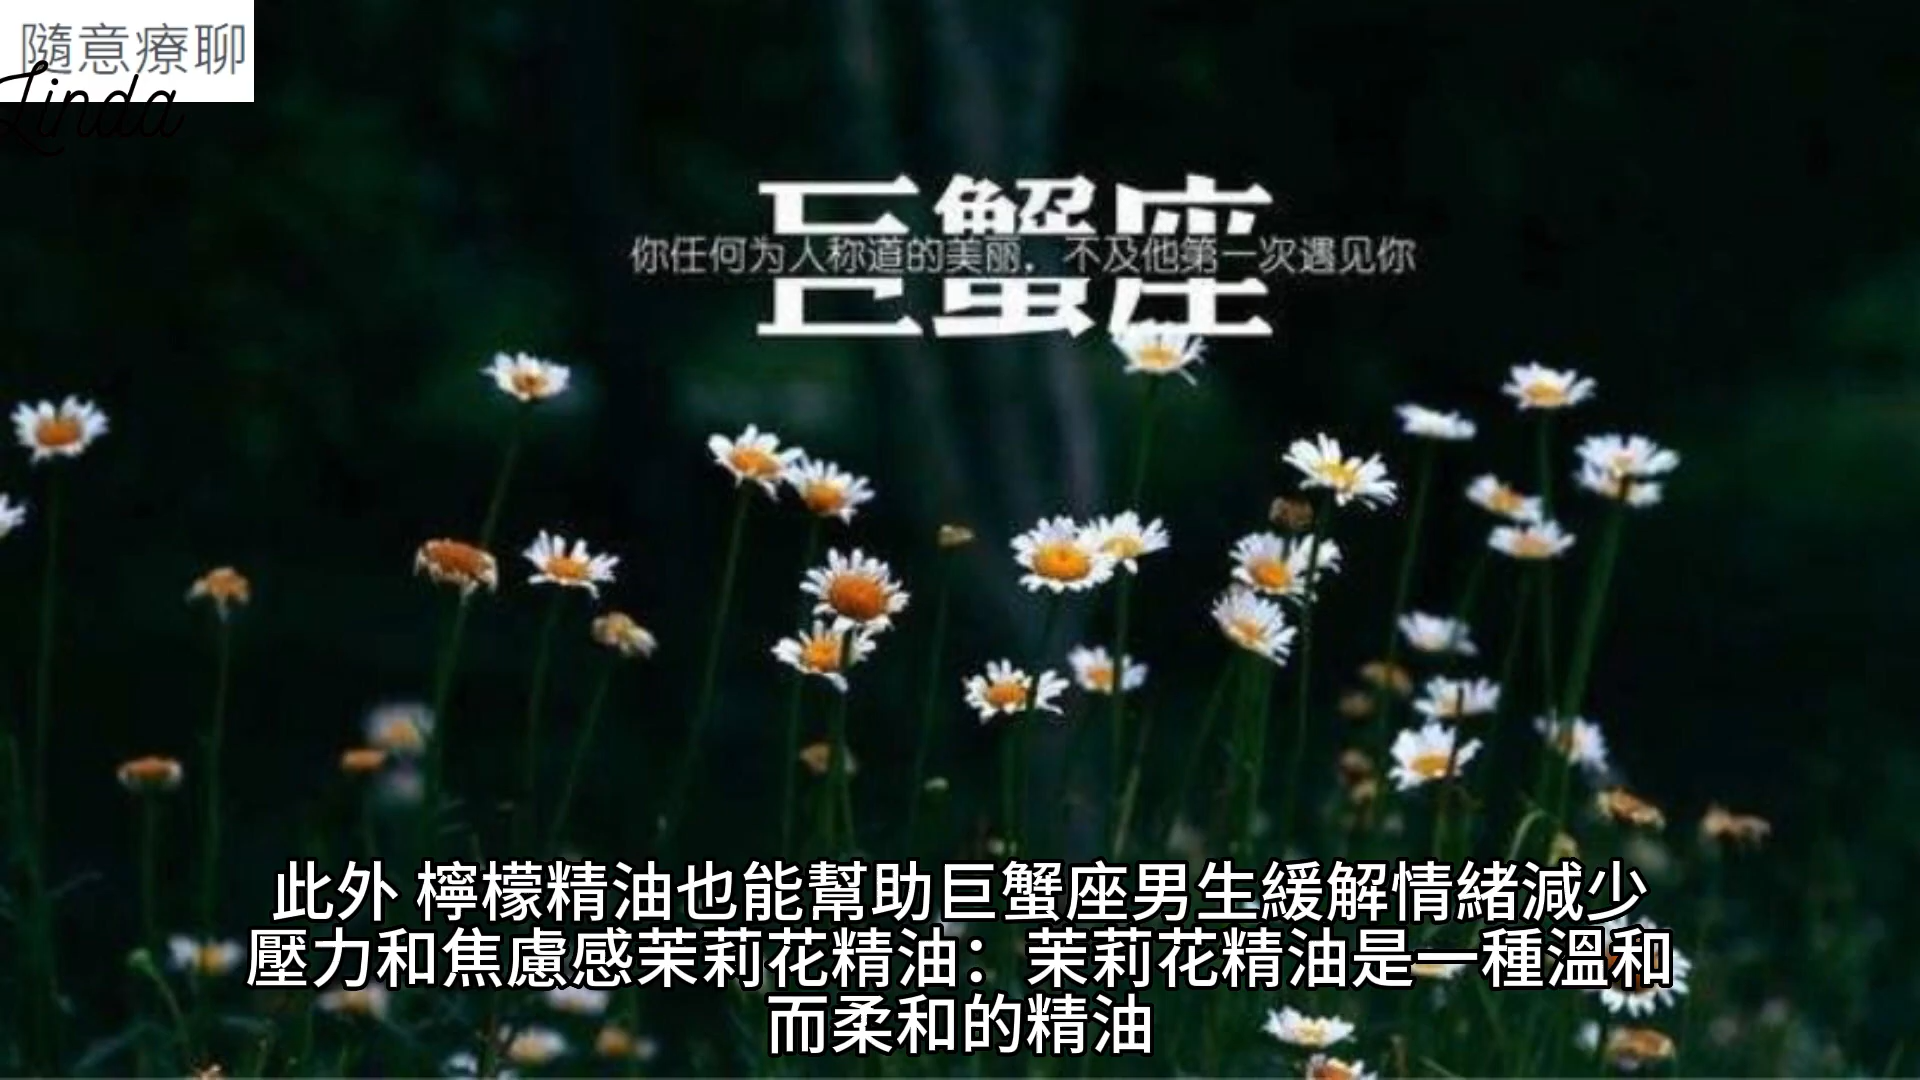 隨意療聊
Linda
巨蟹座
你任何为人称道的美丽，不及他第一次遇见你
此外 檸檬精油也能幫助巨蟹座男生緩解情緒減少
壓力和焦慮感茉莉花精油：茉莉花精油是一種溫和
而柔和的精油